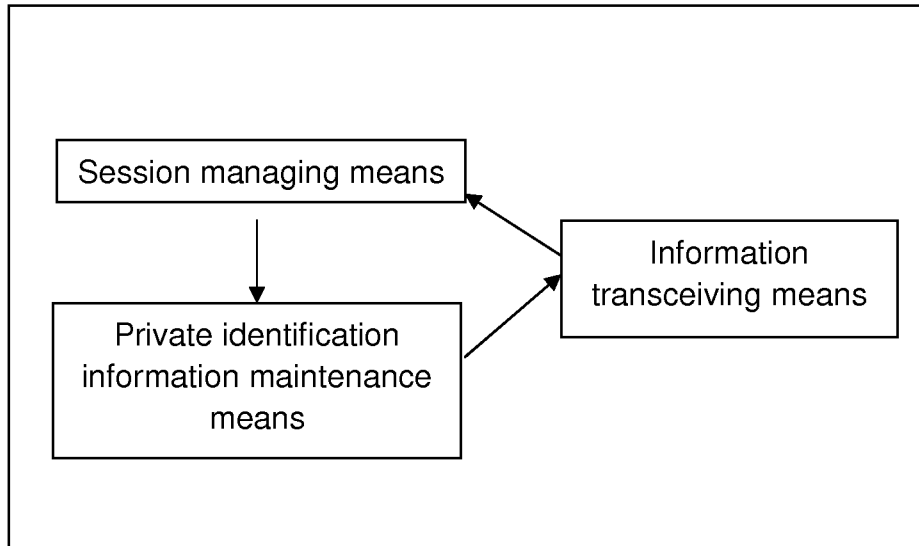 Session managing means
Information
transceiving means
Private identification
information maintenance
means